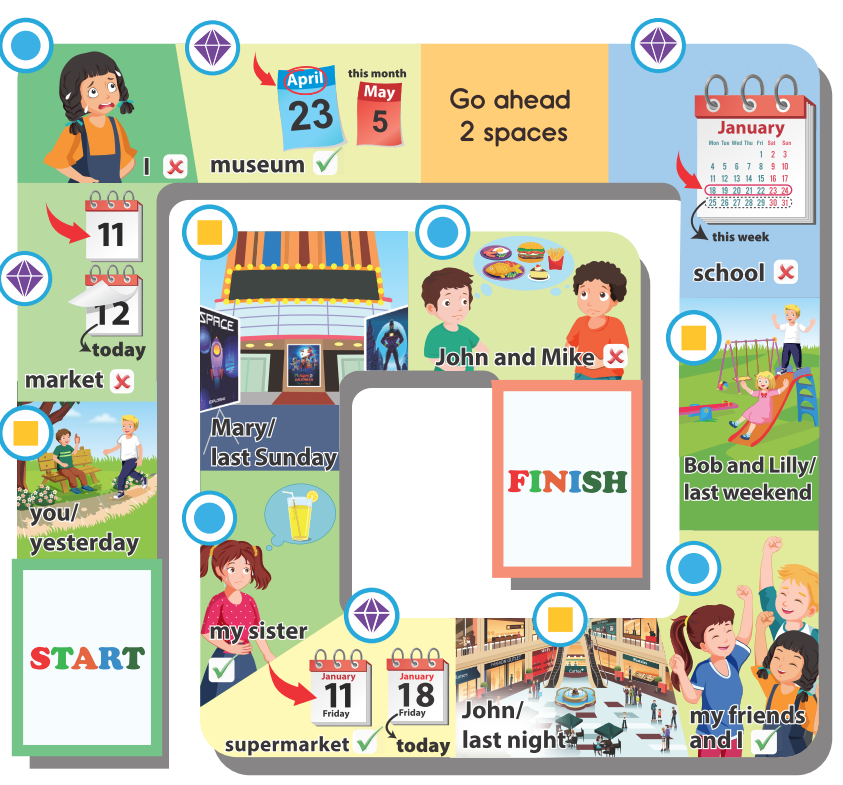 START
you/
yesterday
11
12
today
market
I
museum
April
23
this month
May
5
Go ahead
2 spaces
January
Mon Tue Wed Thu Fri Sat Sun
1 2 3
4 5 6 7 8 9 10
11 12 13 14 15 16 17
18 19 20 21 22 23 24
25 26 27 28 29 30 31
this week
school
Bob and Lilly/
last weekend
my friends
and I
John/
last night
January
11
Friday
January
18
Friday
supermarket
today
my sister
SPACE
Mary/
last Sunday
John and Mike
FINISH